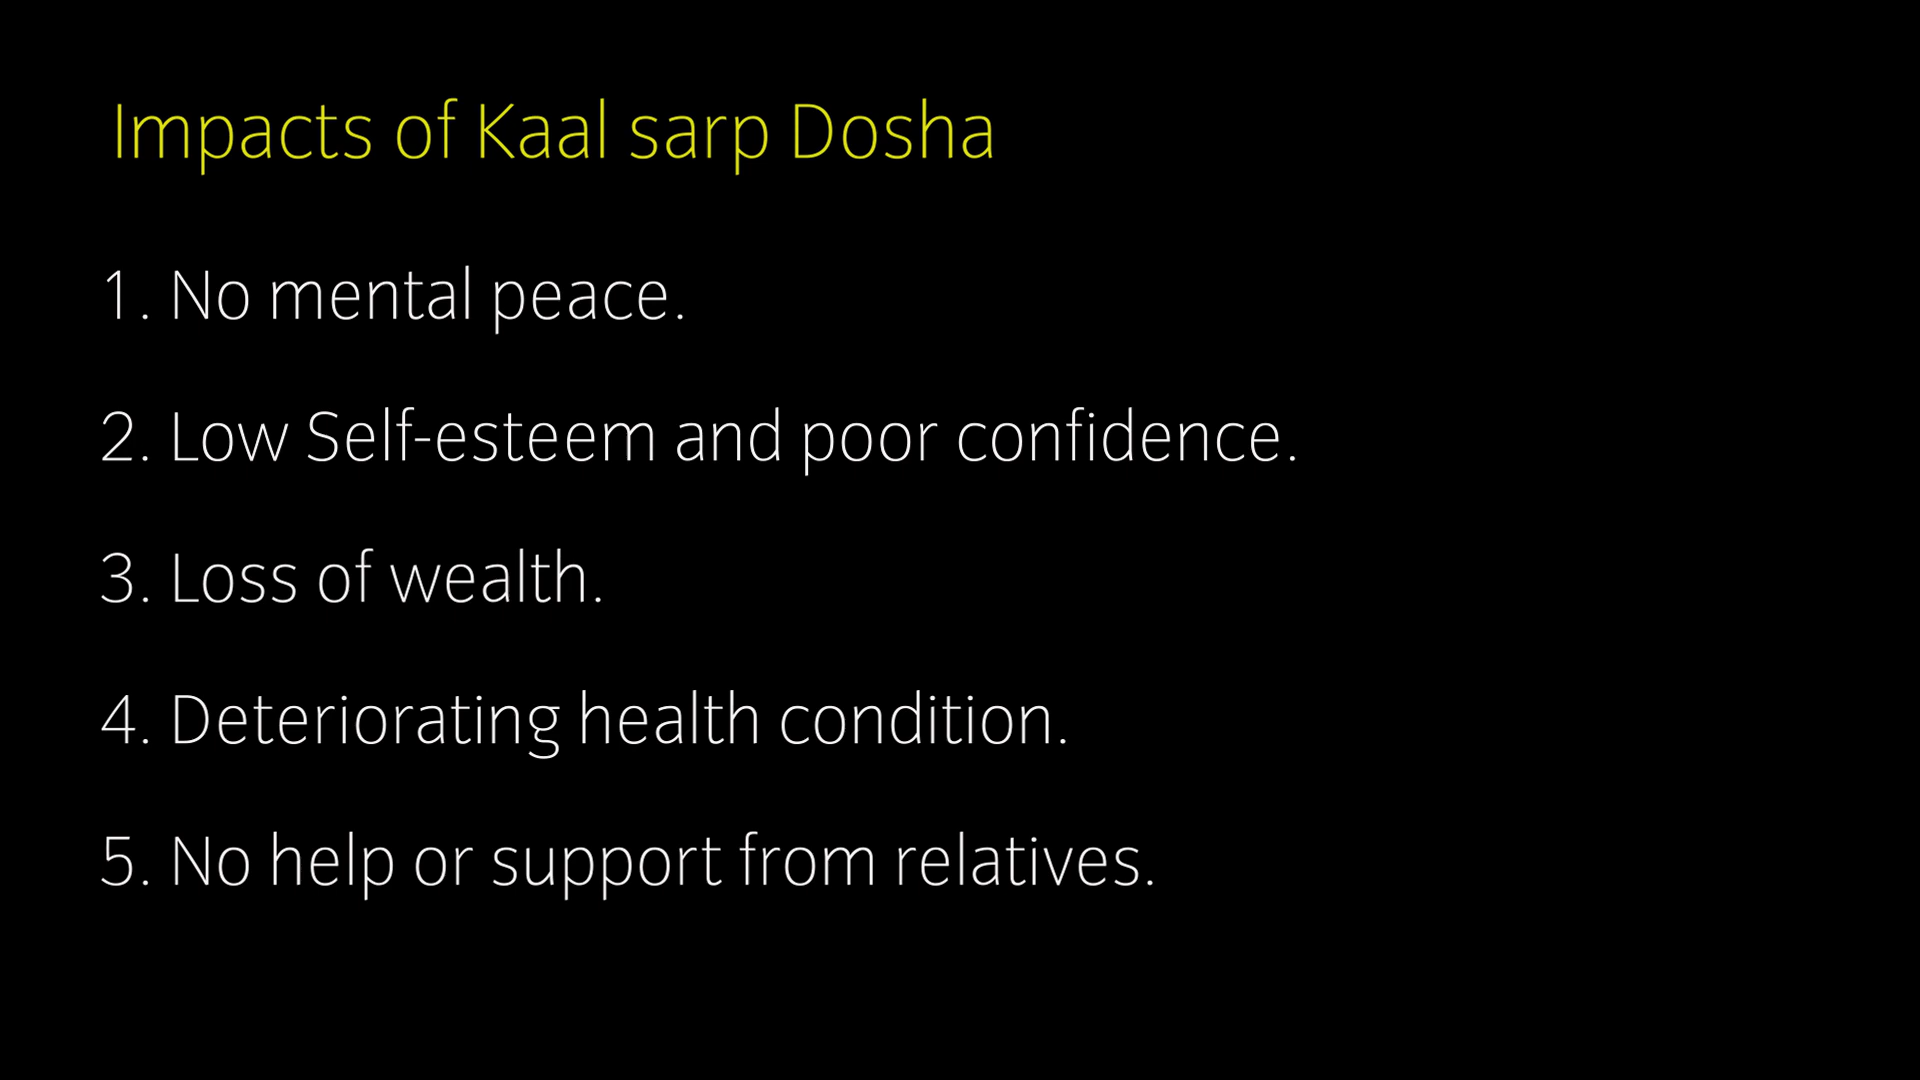 Impacts of Kaal sarp Dosha
1. No mental peace.
2. Low Self-esteem and poor confidence.
3. Loss of wealth.
4. Deteriorating health condition.
5. No help or support from relatives.